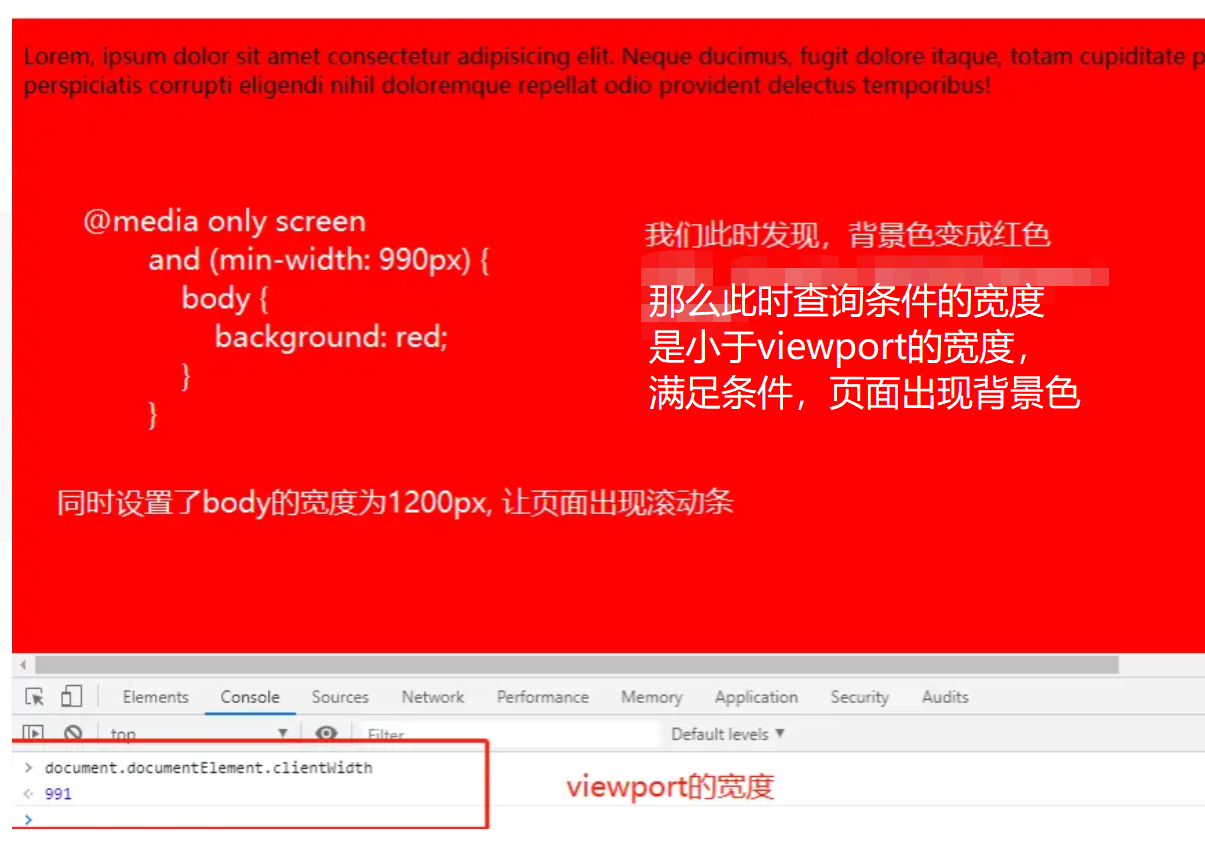 Lorem, ipsum dolor sit amet consectetur adipisicing elit. Neque ducimus, fugit dolore itaque, totam cupiditate p
perspiciatis corrupti eligendi nihil doloremque repellat odio provident delectus temporibus!
@media only screen
and (min-width: 990px) {
body {
background: red;
}
}
我们此时发现，背景色变成红色
那么此时查询条件的宽度
是小于viewport的宽度，
满足条件，页面出现背景色
同时设置了body的宽度为1200px, 让页面出现滚动条
Elements Console Sources Network Performance Memory Application Security Audits
top Filter Default levels ▼
> document.documentElement.clientWidth
991
viewport的宽度